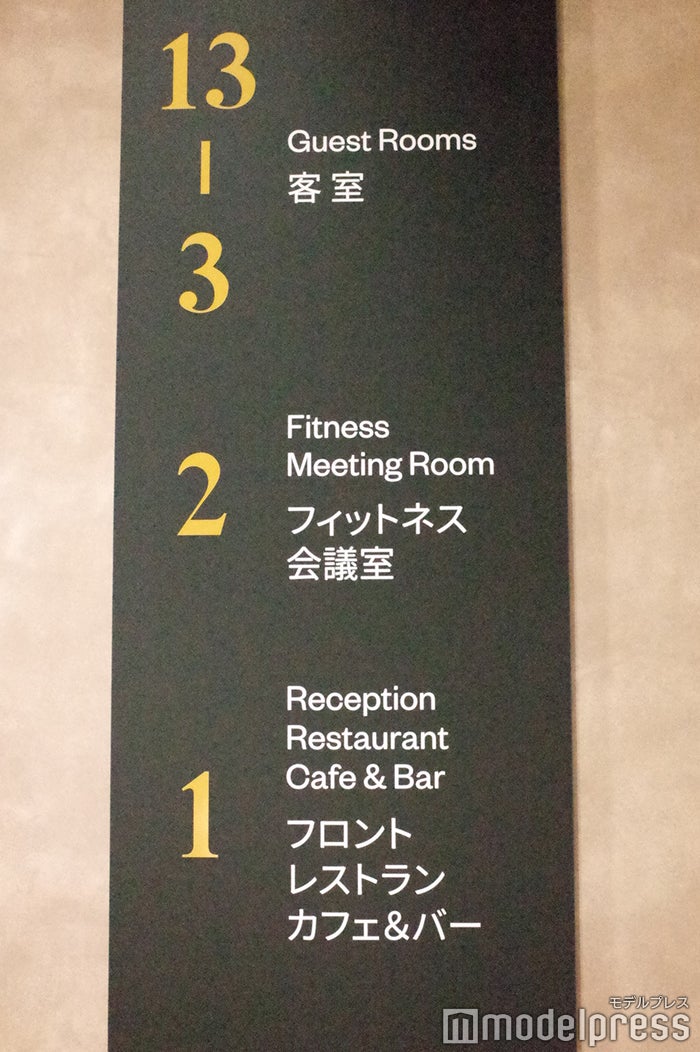 13
|
3
Guest Rooms
客室
2
Fitness
Meeting Room
フィットネス
会議室
1
Reception
Restaurant
Cafe & Bar
フロント
レストラン
カフェ&バー
モデルプレス
modelpress